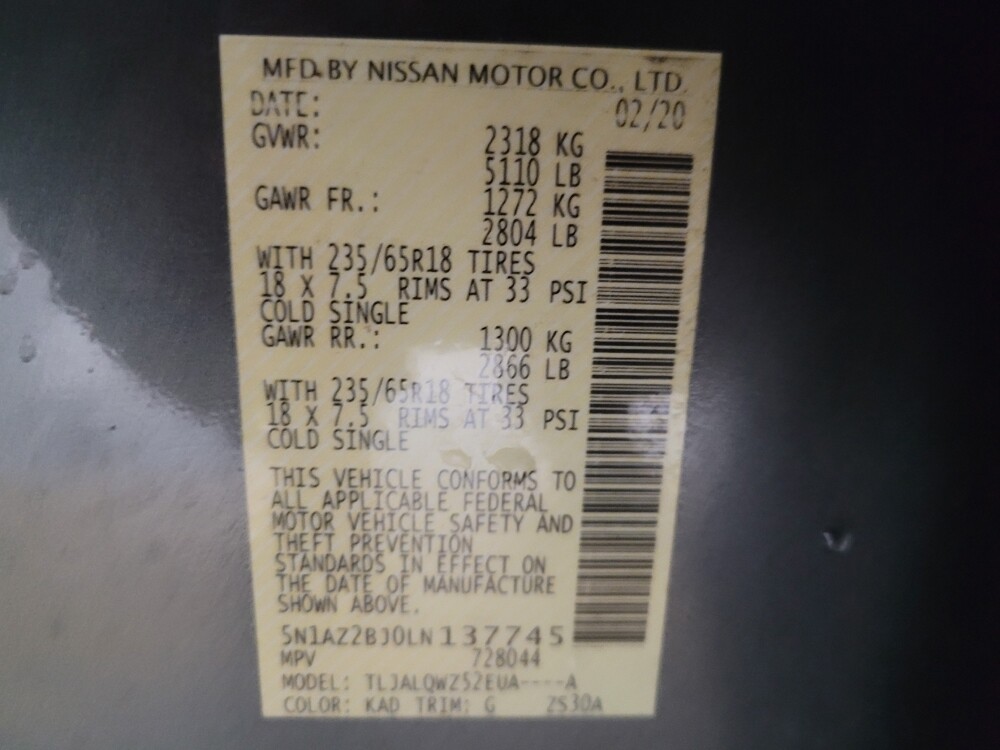 MFD BY NISSAN MOTOR CO., LTD.
DATE: 02/20
GVWR: 2318 KG
5110 LB
GAWR FR.: 1272 KG
2804 LB
WITH 235/65R18 TIRES
18 X 7.5 RIMS AT 33 PSI
COLD SINGLE
GAWR RR.: 1300 KG
2866 LB
WITH 235/65R18 TIRES
18 X 7.5 RIMS AT 33 PSI
COLD SINGLE
THIS VEHICLE CONFORMS TO
ALL APPLICABLE FEDERAL
MOTOR VEHICLE SAFETY AND
THEFT PREVENTION
STANDARDS IN EFFECT ON
THE DATE OF MANUFACTURE
SHOWN ABOVE.
5N1AZ2BJ0LN137745
MPV 728044
MODEL: TLJALQWZ52EUA----A
COLOR: KAD TRIM: G ZS30A